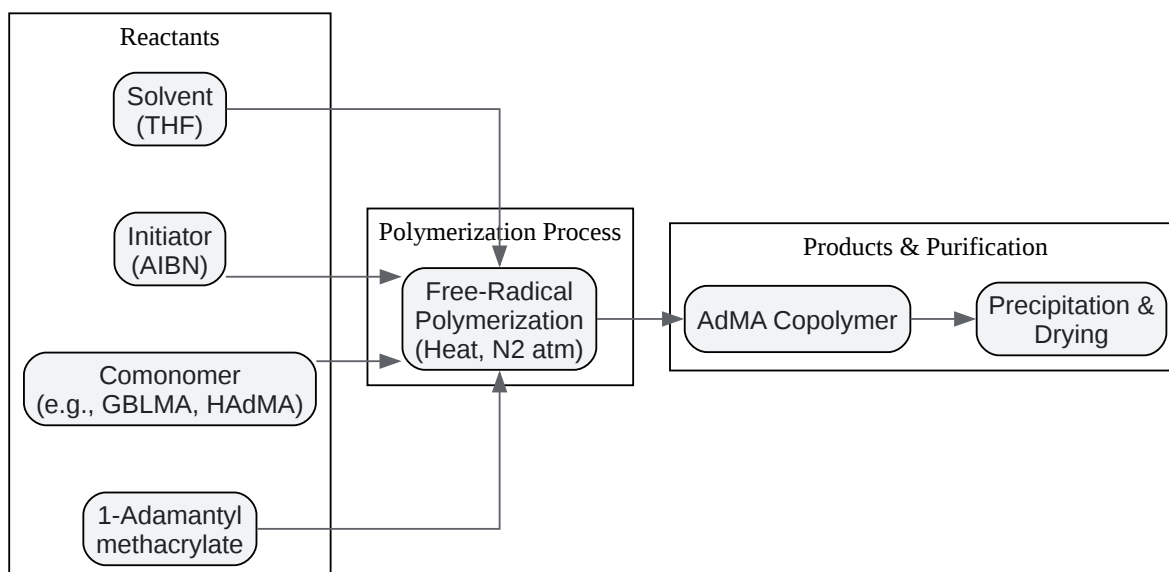 Reactants
Solvent
(THF)
Initiator
(AIBN)
Comonomer
(e.g., GBLMA, HAdMA)
1-Adamantyl
methacrylate
Polymerization Process
Free-Radical
Polymerization
(Heat, N2 atm)
Products & Purification
AdMA Copolymer
Precipitation &
Drying